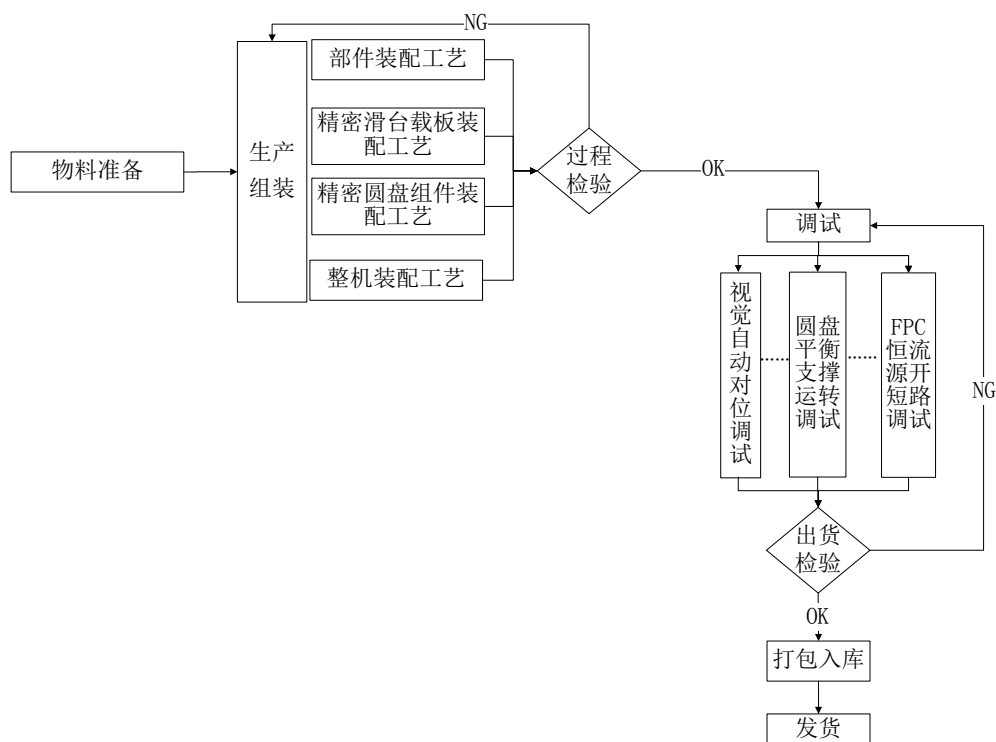 NG
部件装配工艺
精密滑台载板装
配工艺
生产
组装
物料准备
精密圆盘组件装
配工艺
整机装配工艺
过程
检验
OK
调试
视觉自动对位调试
圆盘
平衡
支撑
运转
调试
FPC
恒流
源开
短路
调试
......
......
NG
出货
检验
OK
打包入库
发货